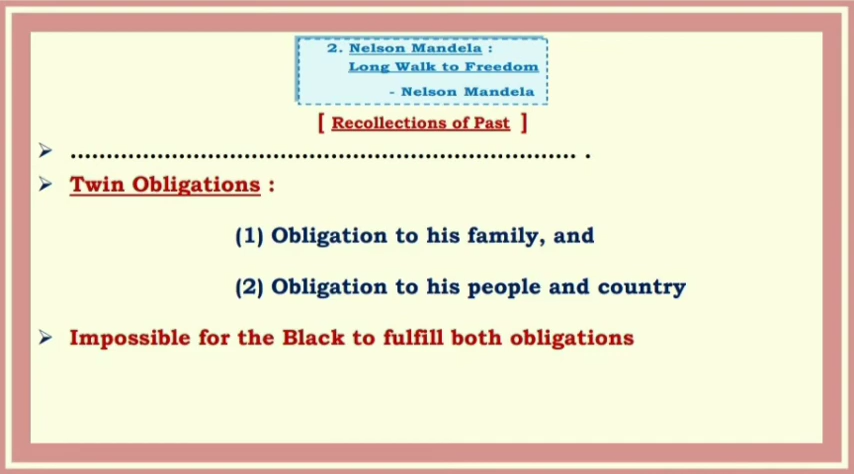 2. Nelson Mandela :
Long Walk to Freedom
- Nelson Mandela
[ Recollections of Past ]
➢ ...................................................................... .
➢ Twin Obligations :
(1) Obligation to his family, and
(2) Obligation to his people and country
➢ Impossible for the Black to fulfill both obligations